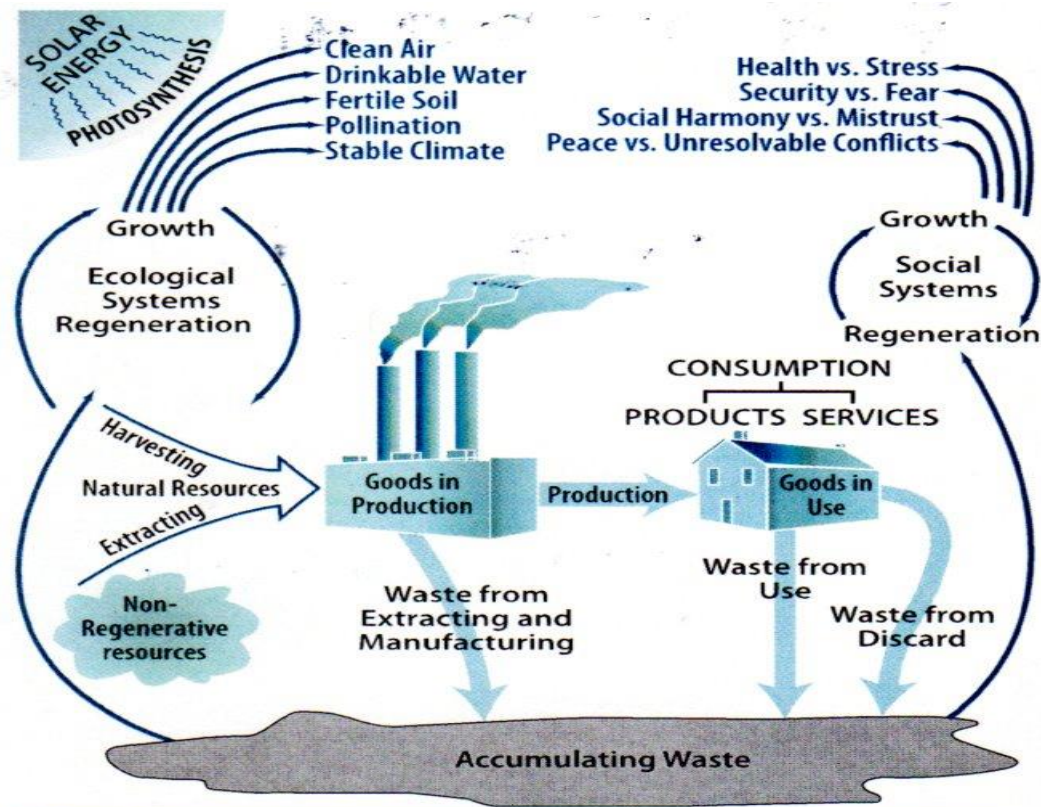 SOLAR
ENERGY
PHOTOSYNTHESIS
Clean Air
Drinkable Water
Fertile Soil
Pollination
Stable Climate
Health vs. Stress
Security vs. Fear
Social Harmony vs. Mistrust
Peace vs. Unresolvable Conflicts
Growth
Ecological
Systems
Regeneration
Growth
Social
Systems
Regeneration
CONSUMPTION
PRODUCTS SERVICES
Harvesting
Natural Resources
Extracting
Goods in
Production
Production
Goods in
Use
Non-
Regenerative
resources
Waste from
Extracting and
Manufacturing
Waste from
Use
Waste from
Discard
Accumulating Waste